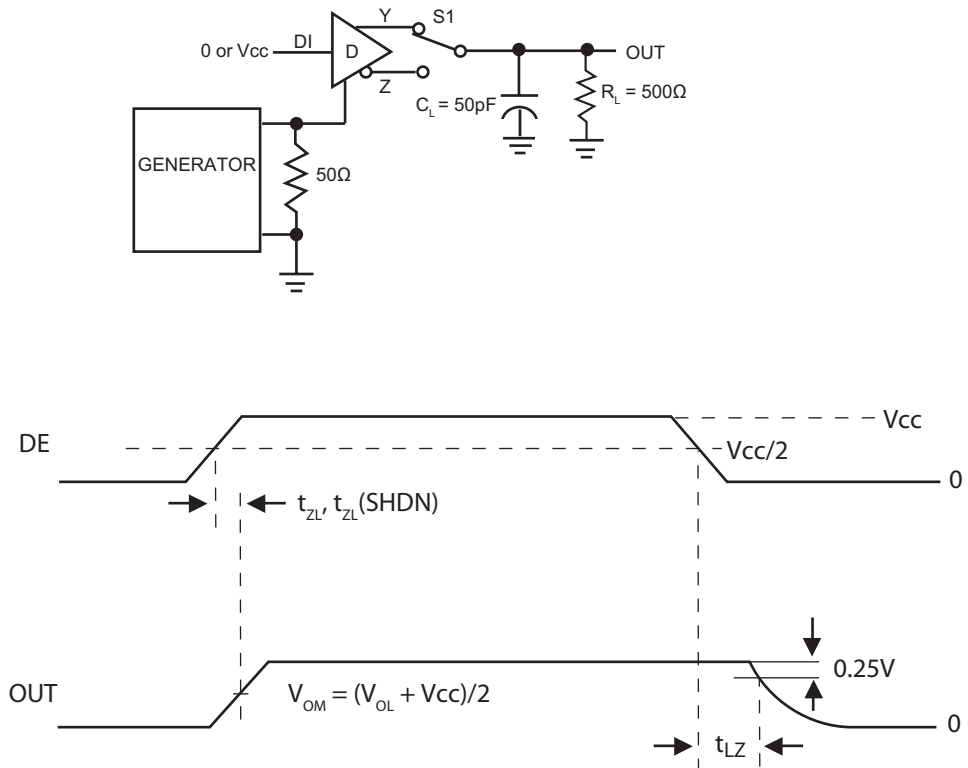 Y
S1
0 or Vcc
DI
D
OUT
Z
C_L = 50pF
R_L = 500Ω
GENERATOR
50Ω
Vcc
DE
Vcc/2
0
t_ZL, t_ZL(SHDN)
0.25V
OUT
V_OM = (V_OL + Vcc)/2
0
t_LZ